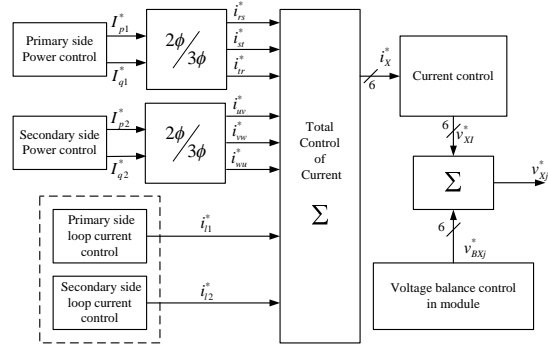 Primary side
Power control
I*p1
I*q1
2ϕ/3ϕ
i*rs
i*st
i*tr
Secondary side
Power control
I*p2
I*q2
2ϕ/3ϕ
i*uv
i*vw
i*wu
Primary side
loop current
control
i*l1
Secondary side
loop current
control
i*l2
Total
Control
of
Current
Σ
i*X
6
Current control
6
v*XI
Σ
v*Xj
6
v*BXj
Voltage balance control
in module